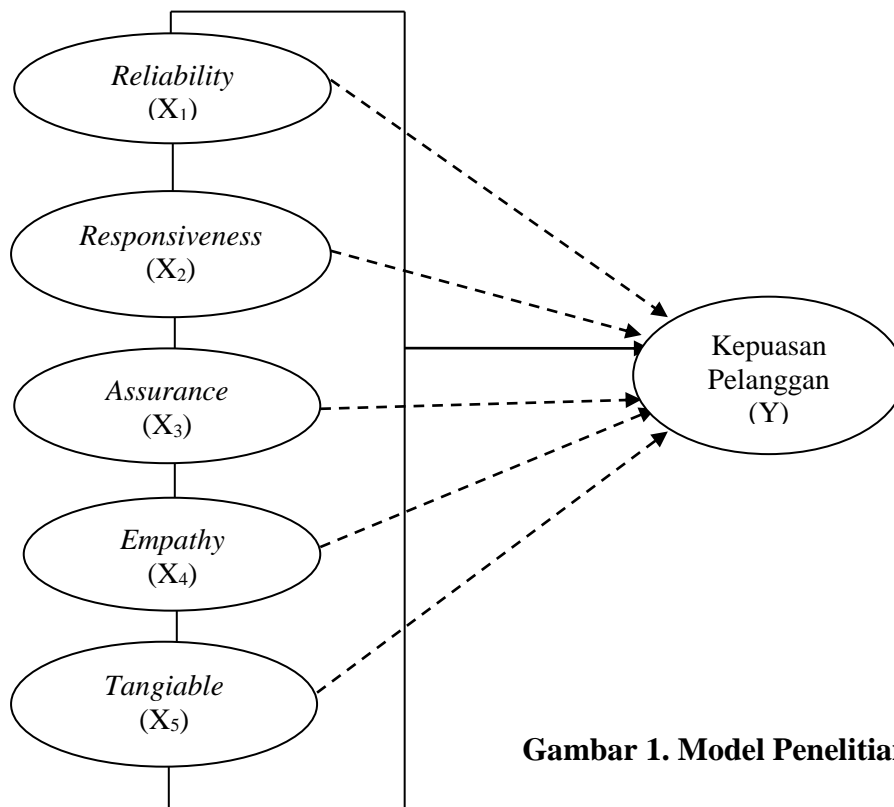 Reliability
(X₁)
Responsiveness
(X₂)
Assurance
(X₃)
Empathy
(X₄)
Tangiable
(X₅)
Kepuasan
Pelanggan
(Y)
Gambar 1. Model Penelitian